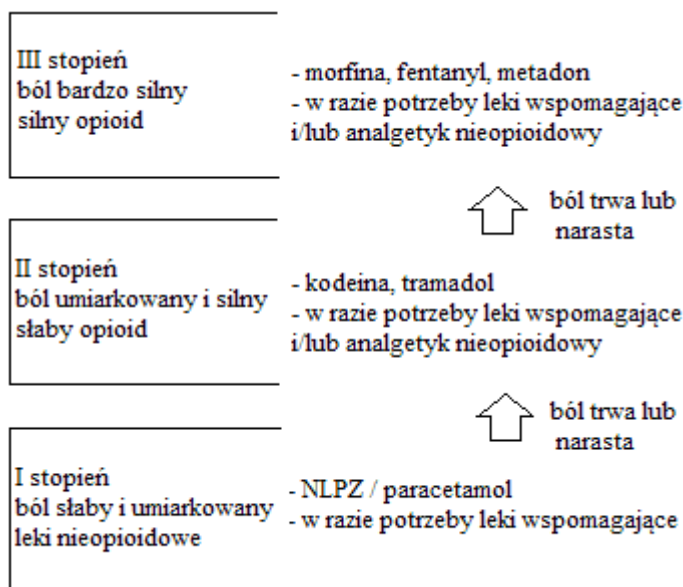 III stopień
ból bardzo silny
silny opioid
- morfina, fentanyl, metadon
- w razie potrzeby leki wspomagające
i/lub analgetyk nieopioidowy
ból trwa lub
narasta
II stopień
ból umiarkowany i silny
słaby opioid
- kodeina, tramadol
- w razie potrzeby leki wspomagające
i/lub analgetyk nieopioidowy
ból trwa lub
narasta
I stopień
ból słaby i umiarkowany
leki nieopioidowe
- NLPZ / paracetamol
- w razie potrzeby leki wspomagające